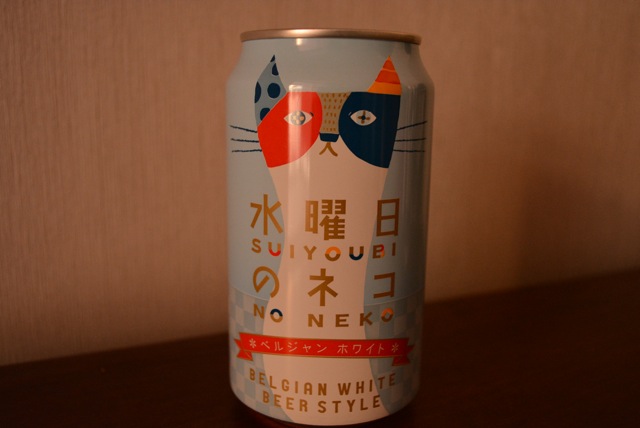 水曜日
SUIYOUBI
のネコ
NO NEKO
*ベルジャン ホワイト*
BELGIAN WHITE
BEER STYLE